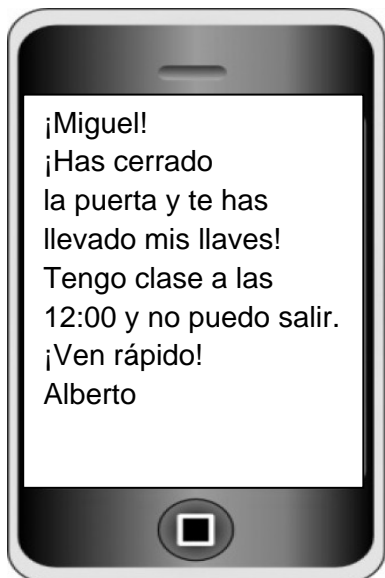 ¡Miguel!
¡Has cerrado
la puerta y te has
llevado mis llaves!
Tengo clase a las
12:00 y no puedo salir.
¡Ven rápido!
Alberto